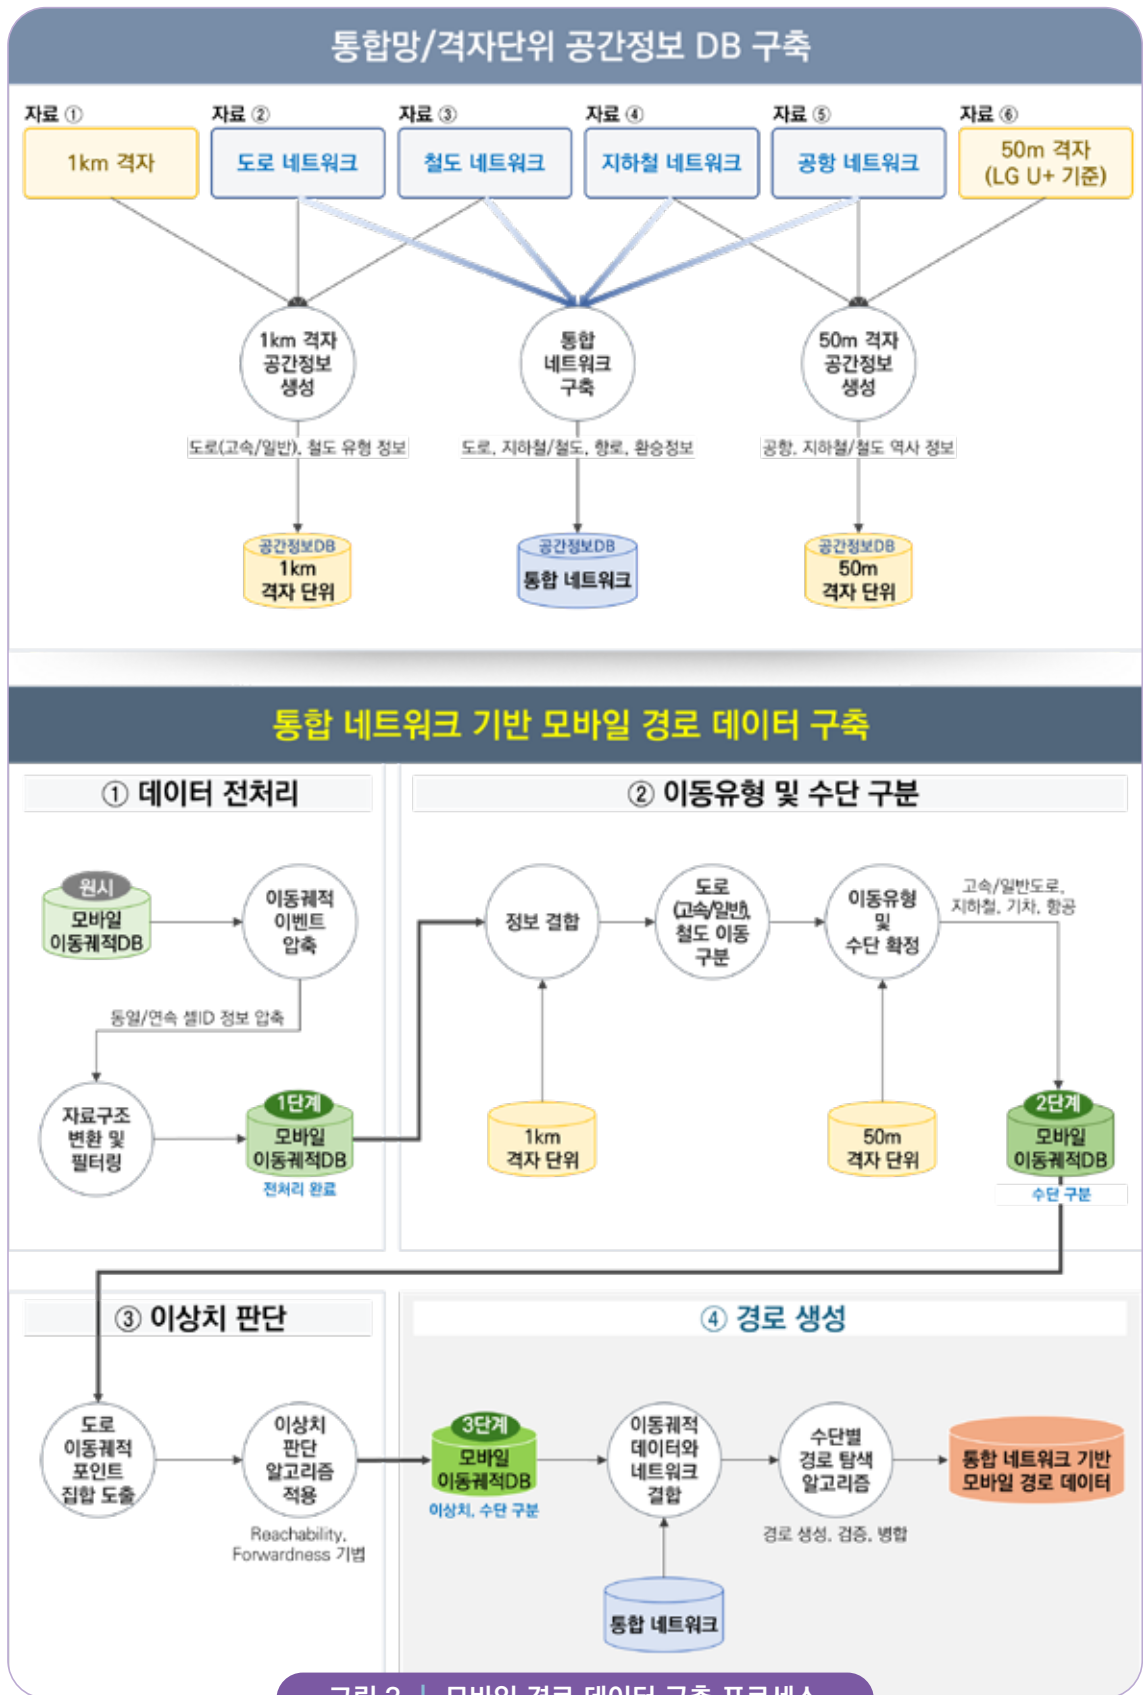 통합망/격자단위 공간정보 DB 구축
자료 ①
자료 ②
자료 ③
자료 ④
자료 ⑤
자료 ⑥
1km 격자
도로 네트워크
철도 네트워크
지하철 네트워크
공항 네트워크
50m 격자
(LG U+ 기준)
1km 격자
공간정보
생성
통합
네트워크
구축
50m 격자
공간정보
생성
도로(고속/일반), 철도 유형 정보
도로, 지하철/철도, 항로, 환승정보
공항, 지하철/철도 역사 정보
공간정보DB
1km
격자 단위
공간정보DB
통합 네트워크
공간정보DB
50m
격자 단위
통합 네트워크 기반 모바일 경로 데이터 구축
① 데이터 전처리
원시
모바일
이동궤적DB
이동궤적
이벤트
압축
동일/연속 셀ID 정보 압축
자료구조
변환 및
필터링
1단계
모바일
이동궤적DB
전처리 완료
② 이동유형 및 수단 구분
정보 결합
도로
(고속/일반),
철도 이동
구분
이동유형
및
수단 확정
고속/일반도로,
지하철, 기차, 항공
1km
격자 단위
50m
격자 단위
2단계
모바일
이동궤적DB
수단 구분
③ 이상치 판단
도로
이동궤적
포인트
집합 도출
이상치
판단
알고리즘
적용
Reachability,
Forwardness 기법
④ 경로 생성
3단계
모바일
이동궤적DB
이상치, 수단 구분
이동궤적
데이터와
네트워크
결합
수단별
경로 탐색
알고리즘
경로 생성, 검증, 병합
통합 네트워크 기반
모바일 경로 데이터
통합 네트워크
그림 2 | 모바일 경로 데이터 구축 프로세스